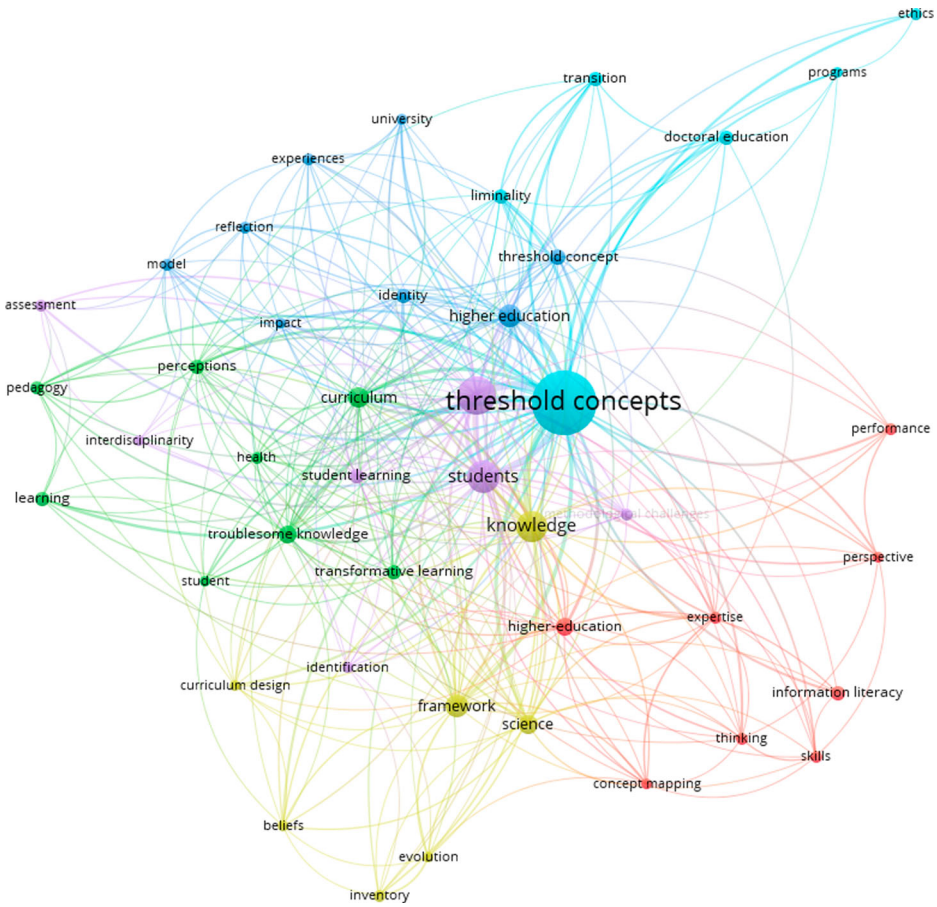 ethics
programs
transition
doctoral education
university
experiences
liminality
reflection
threshold concept
model
identity
assessment
higher education
impact
perceptions
pedagogy
curriculum
threshold concepts
performance
interdisciplinarity
health
student learning
students
learning
methodological challenges
knowledge
troublesome knowledge
perspective
transformative learning
student
expertise
higher-education
identification
curriculum design
information literacy
framework
science
thinking
skills
concept mapping
beliefs
evolution
inventory